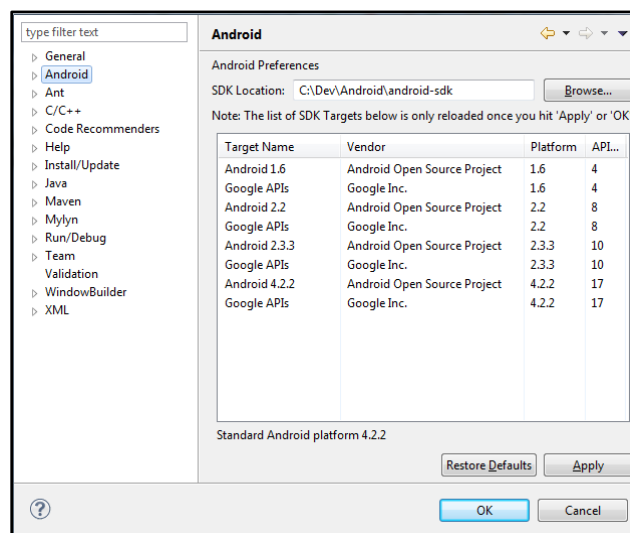 type filter text
General
Android
Ant
C/C++
Code Recommenders
Help
Install/Update
Java
Maven
Mylyn
Run/Debug
Team
Validation
WindowBuilder
XML
Android
Android Preferences
SDK Location: C:\Dev\Android\android-sdk Browse...
Note: The list of SDK Targets below is only reloaded once you hit 'Apply' or 'OK
Target Name Vendor Platform API...
Android 1.6 Android Open Source Project 1.6 4
Google APIs Google Inc. 1.6 4
Android 2.2 Android Open Source Project 2.2 8
Google APIs Google Inc. 2.2 8
Android 2.3.3 Android Open Source Project 2.3.3 10
Google APIs Google Inc. 2.3.3 10
Android 4.2.2 Android Open Source Project 4.2.2 17
Google APIs Google Inc. 4.2.2 17
Standard Android platform 4.2.2
Restore Defaults Apply
? OK Cancel